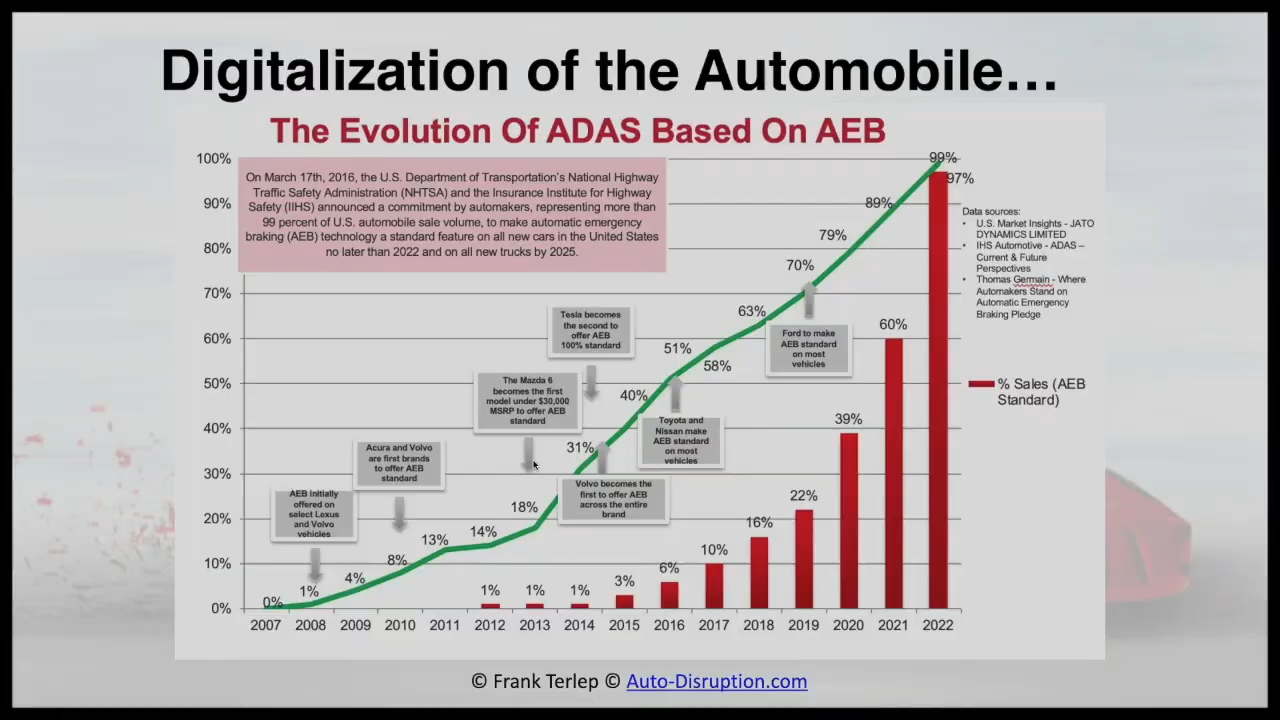 Digitalization of the Automobile…
The Evolution Of ADAS Based On AEB
100%
90%
80%
70%
60%
50%
40%
30%
20%
10%
0%
On March 17th, 2016, the U.S. Department of Transportation's National Highway
Traffic Safety Administration (NHTSA) and the Insurance Institute for Highway
Safety (IIHS) announced a commitment by automakers, representing more than
99 percent of U.S. automobile sale volume, to make automatic emergency
braking (AEB) technology a standard feature on all new cars in the United States
no later than 2022 and on all new trucks by 2025.
AEB initially
offered on
select Lexus
and Volvo
vehicles
Acura and Volvo
are first brands
to offer AEB
standard
The Mazda 6
becomes the first
model under $30,000
MSRP to offer AEB
standard
Tesla becomes
the second to
offer AEB
100% standard
Volvo becomes the
first to offer AEB
across the entire
brand
Toyota and
Nissan make
AEB standard
on most
vehicles
Ford to make
AEB standard
on most
vehicles
0%
1%
4%
8%
13%
14%
18%
31%
40%
51%
58%
63%
70%
79%
89%
99%
1%
1%
1%
3%
6%
10%
16%
22%
39%
60%
97%
2007 2008 2009 2010 2011 2012 2013 2014 2015 2016 2017 2018 2019 2020 2021 2022
Data sources:
• U.S. Market Insights - JATO
DYNAMICS LIMITED
• IHS Automotive - ADAS –
Current & Future
Perspectives
• Thomas Germain - Where
Automakers Stand on
Automatic Emergency
Braking Pledge
% Sales (AEB
Standard)
© Frank Terlep © Auto-Disruption.com